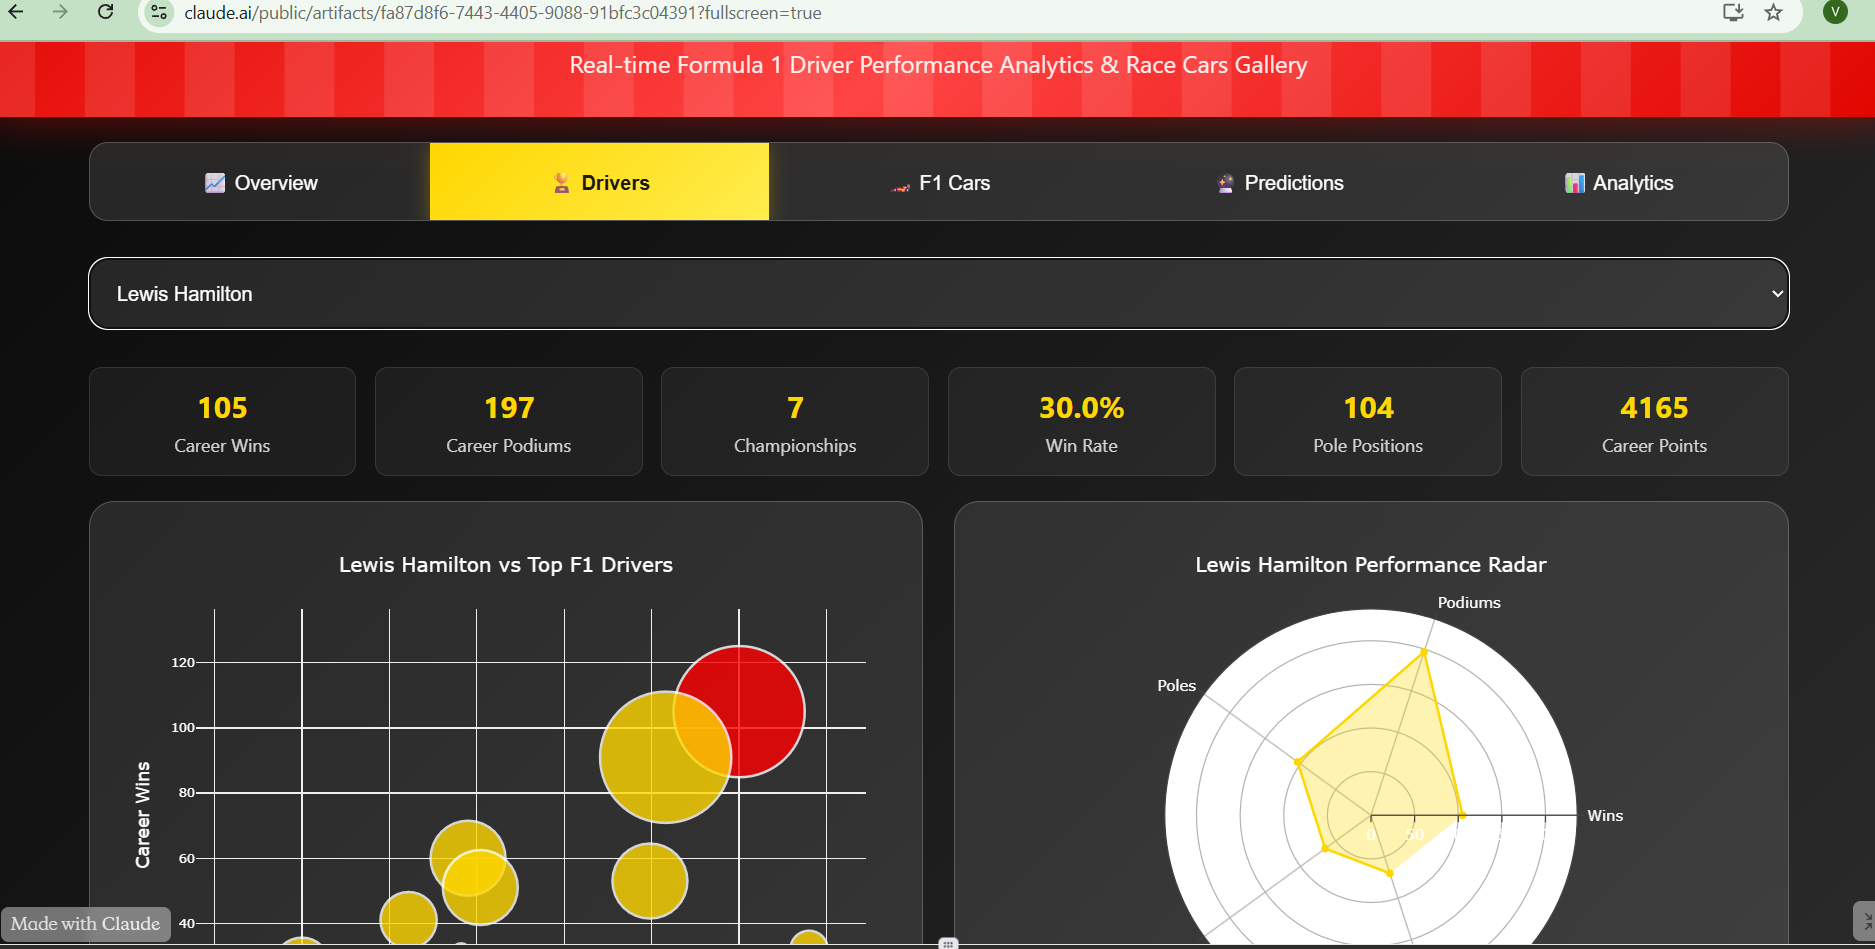 claude.ai/public/artifacts/fa87d8f6-7443-4405-9088-91bfc3c04391?fullscreen=true
V
Real-time Formula 1 Driver Performance Analytics & Race Cars Gallery
Overview
Drivers
F1 Cars
Predictions
Analytics
Lewis Hamilton
105
Career Wins
197
Career Podiums
7
Championships
30.0%
Win Rate
104
Pole Positions
4165
Career Points
Lewis Hamilton vs Top F1 Drivers
120
100
80
60
40
Career Wins
Lewis Hamilton Performance Radar
Podiums
Poles
Wins
0
50
Made with Claude